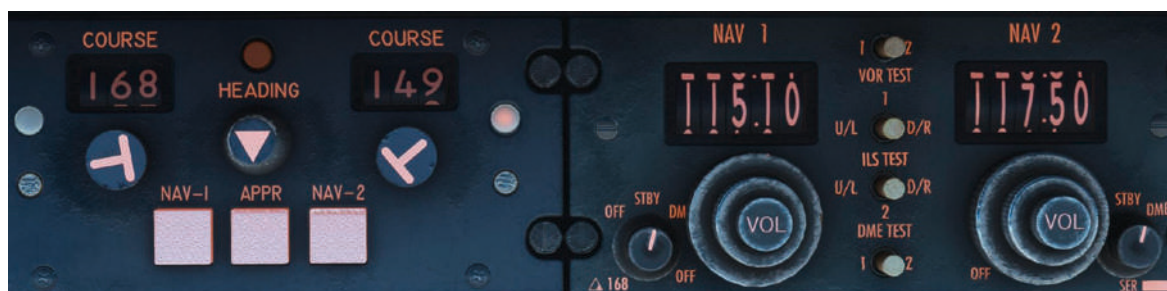 COURSE
168
HEADING
COURSE
149
NAV-1
APPR
NAV-2
NAV 1
115.10
1 2
VOR TEST
1
U/L D/R
ILS TEST
U/L D/R
2
DME TEST
1 2
NAV 2
117.50
OFF
STBY
DM
OFF
VOL
168
OFF
VOL
STBY
DME
SER